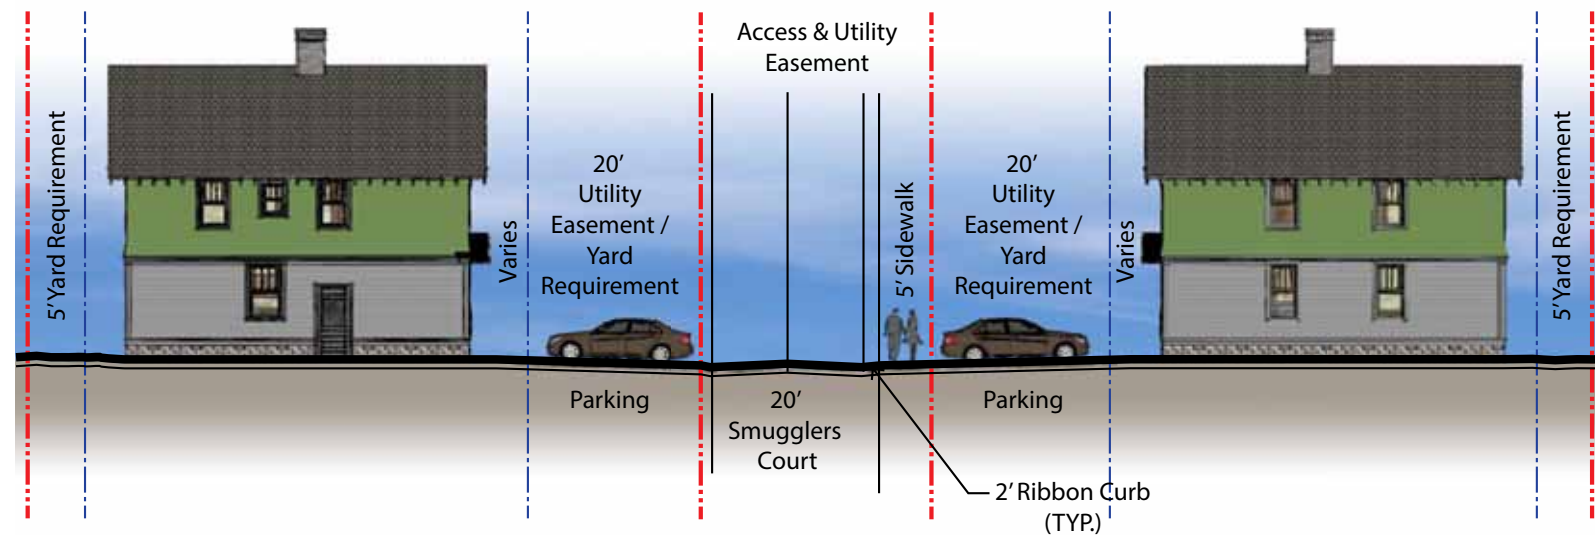 Access & Utility
Easement
5' Yard Requirement
Varies
20'
Utility
Easement /
Yard
Requirement
5' Sidewalk
20'
Utility
Easement /
Yard
Requirement
Varies
5' Yard Requirement
Parking
20'
Smugglers
Court
Parking
2' Ribbon Curb
(TYP.)